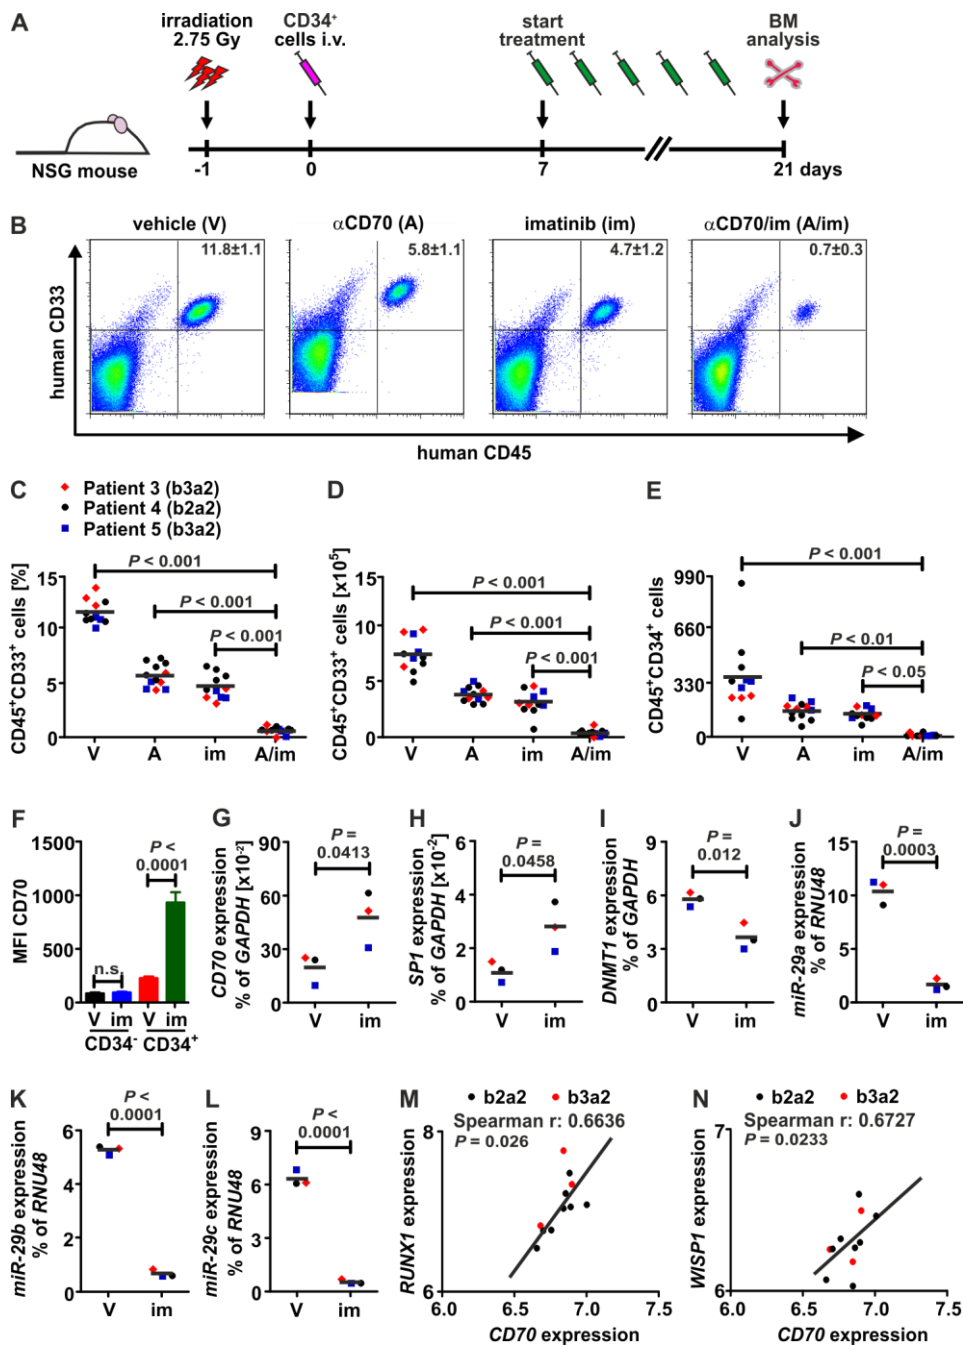 A
irradiation
2.75 Gy
CD34⁺
cells i.v.
start
treatment
BM
analysis
NSG mouse
-1 0 7 21 days
B
vehicle (V) αCD70 (A) imatinib (im) αCD70/im (A/im)
11.8±1.1 5.8±1.1 4.7±1.2 0.7±0.3
human CD33
human CD45
C
Patient 3 (b3a2)
Patient 4 (b2a2)
Patient 5 (b3a2)
CD45⁺CD33⁺ cells [%]
15
10
5
0
P < 0.001
P < 0.001
P < 0.001
V A im A/im
D
CD45⁺CD33⁺ cells [x10⁵]
15
10
5
0
P < 0.001
P < 0.001
P < 0.001
V A im A/im
E
CD45⁺CD34⁺ cells
990
660
330
0
P < 0.001
P < 0.01
P < 0.05
V A im A/im
F
MFI CD70
1500
1000
500
0
P <
0.0001
n.s.
V im V im
CD34⁻ CD34⁺
G
CD70 expression
% of GAPDH [x10⁻²]
90
60
30
0
P =
0.0413
V im
H
SP1 expression
% of GAPDH [x10⁻²]
6
4
2
0
P =
0.0458
V im
I
DNMT1 expression
% of GAPDH
9
6
3
0
P =
0.012
V im
J
miR-29a expression
% of RNU48
15
10
5
0
P =
0.0003
V im
K
miR-29b expression
% of RNU48
6
4
2
0
P <
0.0001
V im
L
miR-29c expression
% of RNU48
9
6
3
0
P <
0.0001
V im
M
b2a2 b3a2
Spearman r: 0.6636
P = 0.026
RUNX1 expression
8
6
6.0 6.5 7.0 7.5
CD70 expression
N
b2a2 b3a2
Spearman r: 0.6727
P = 0.0233
WISP1 expression
7
6
6.0 6.5 7.0 7.5
CD70 expression